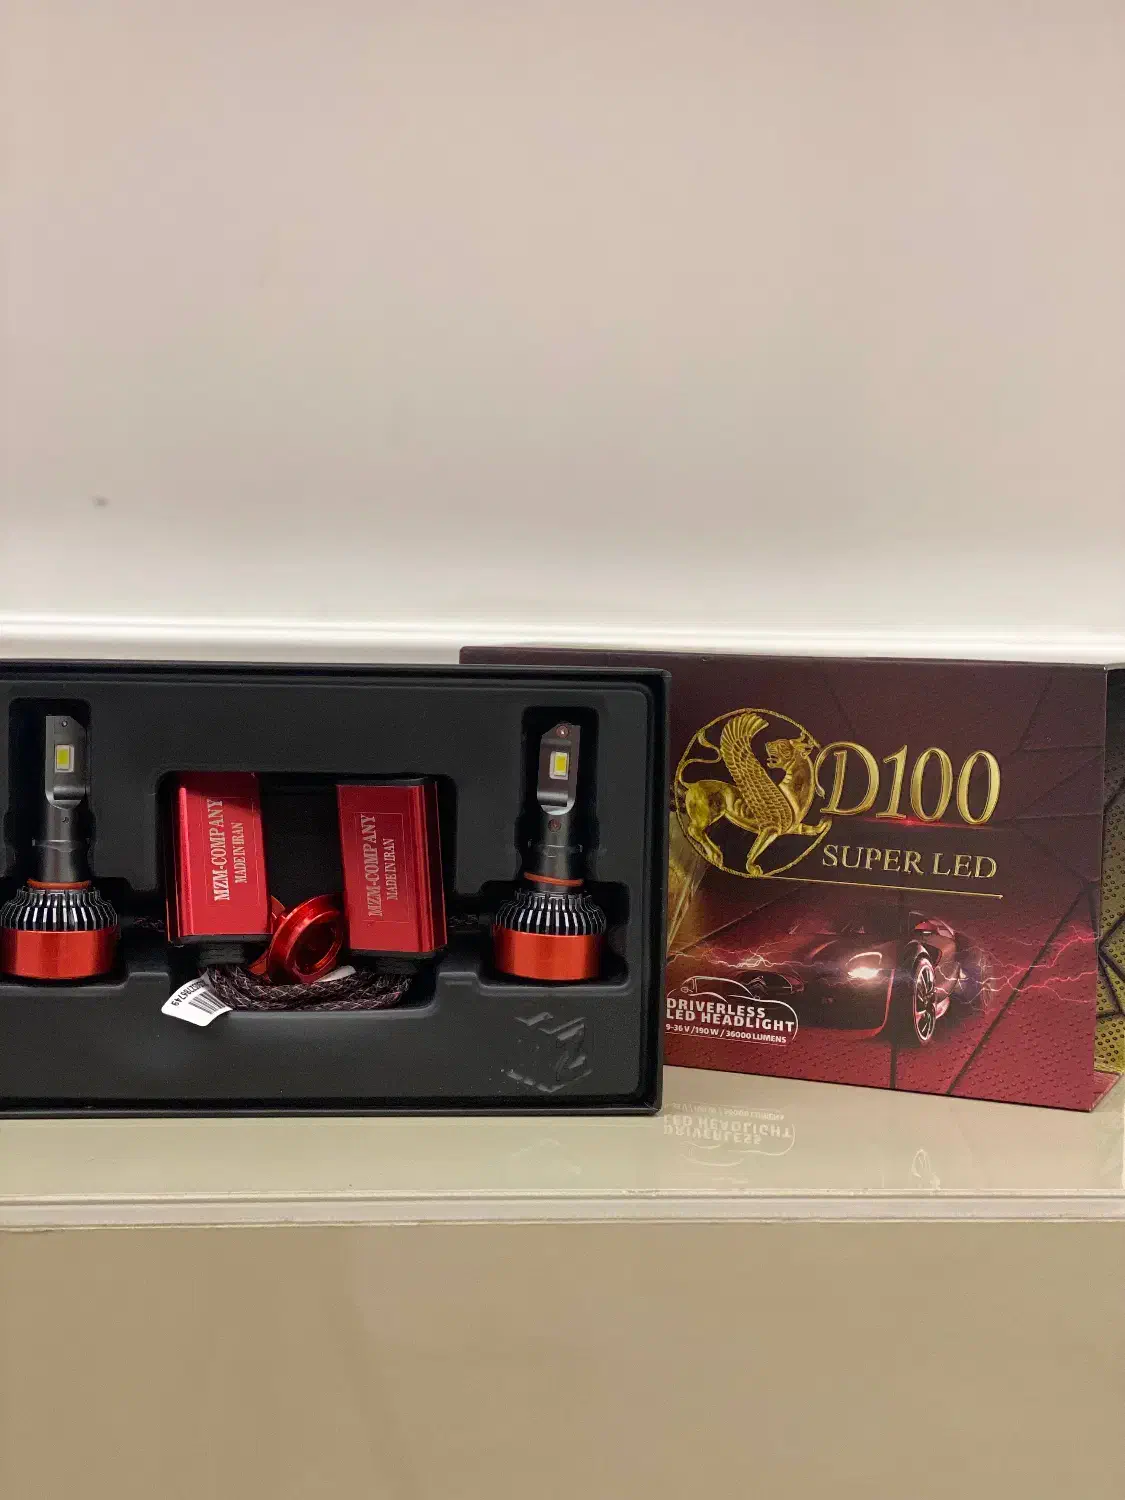 MZM-COMPANY
MADE IN IRAN
MZM-COMPANY
MADE IN IRAN
D100
SUPER LED
DRIVERLESS
LED HEADLIGHT
9-36 V /190 W / 36000 LUMENS